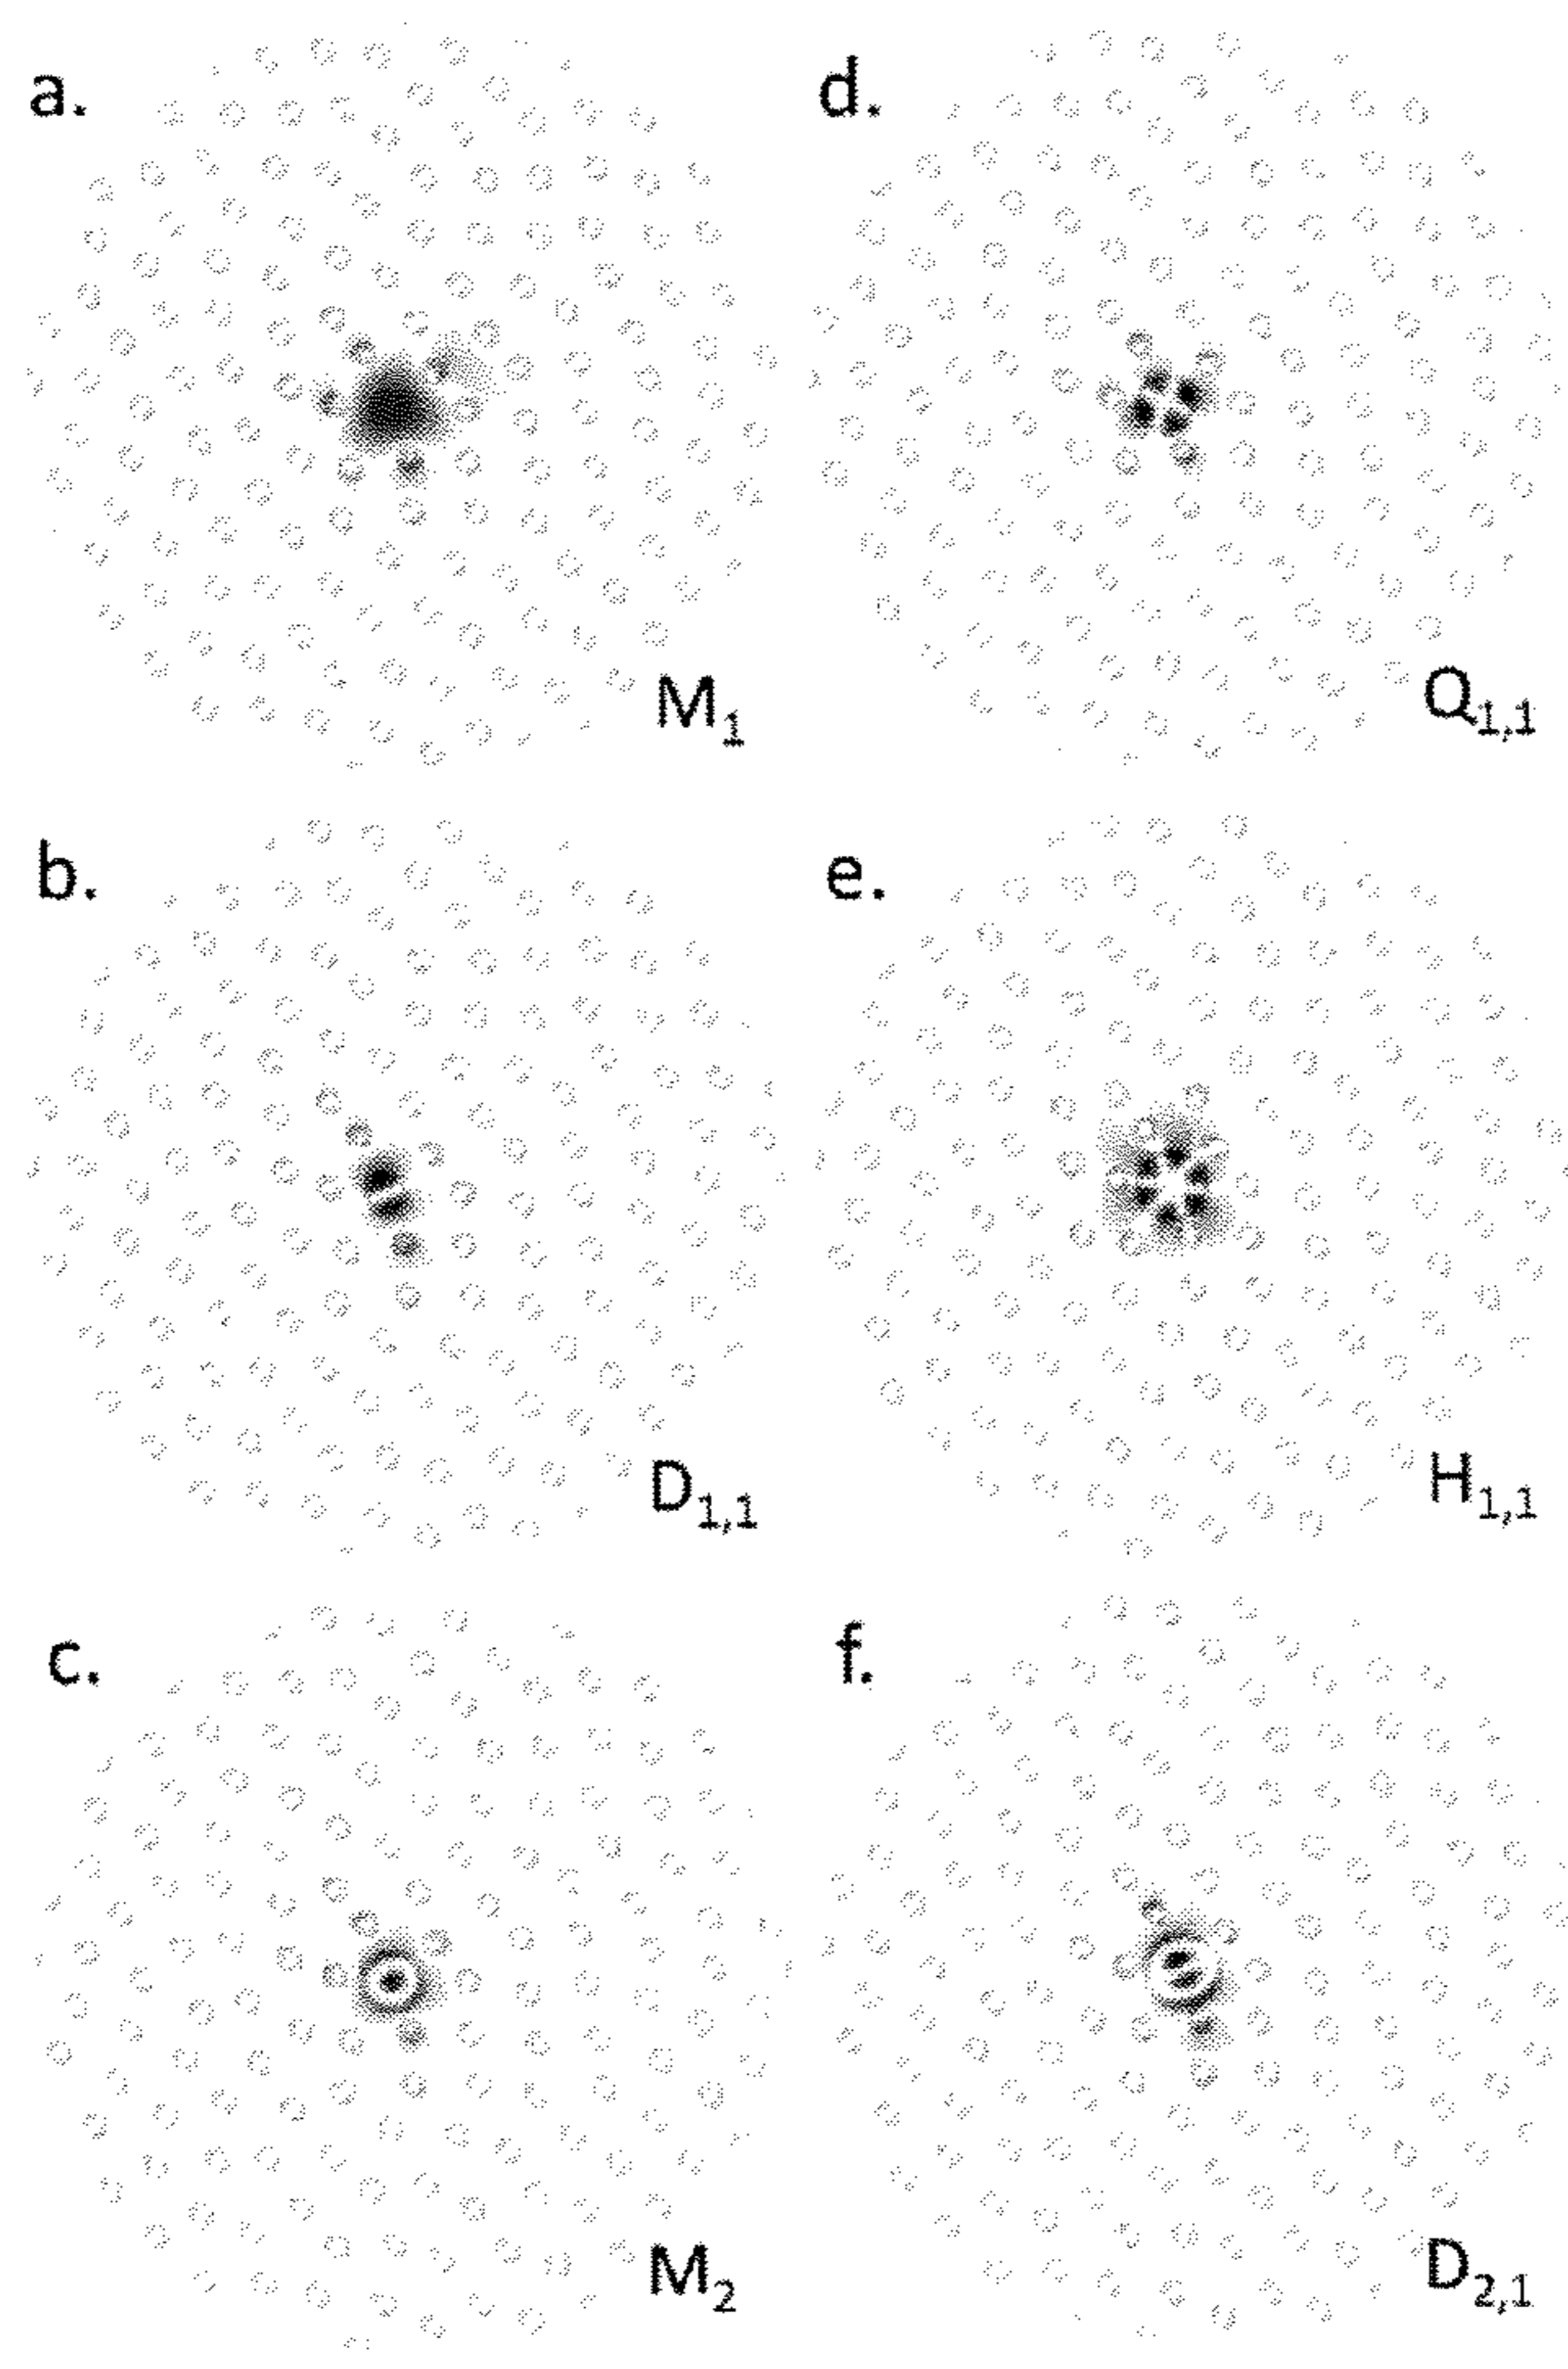 a.
M₁
d.
Q₁,₁
b.
D₁,₁
e.
H₁,₁
c.
M₂
f.
D₂,₁